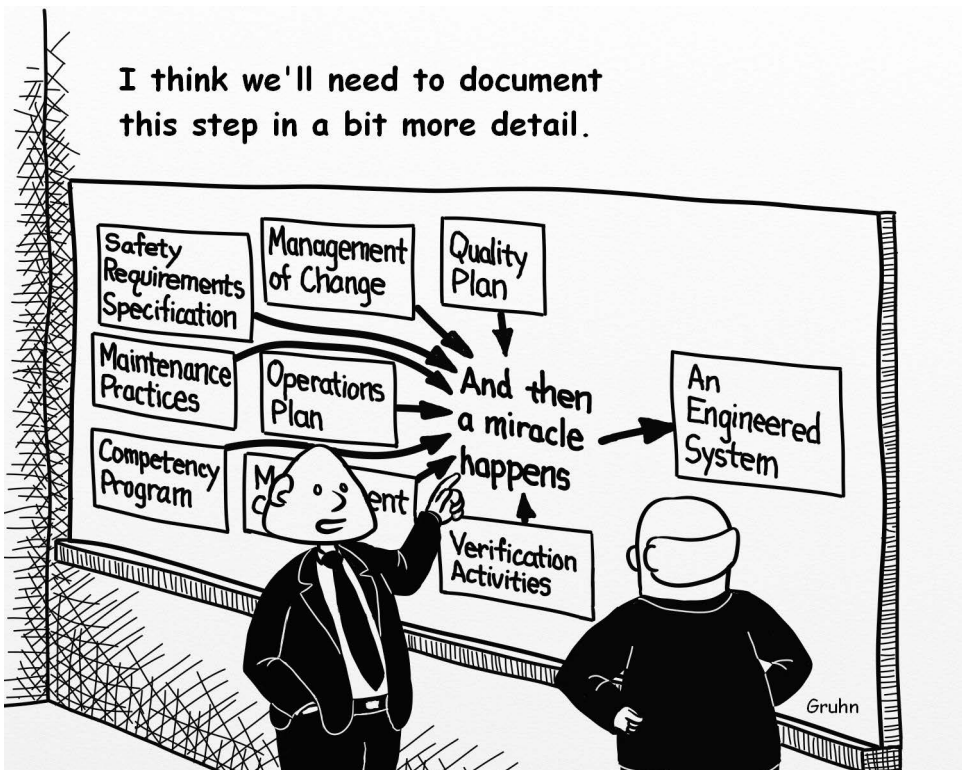 I think we'll need to document
this step in a bit more detail.
Safety
Requirements
Specification
Management
of Change
Quality
Plan
Maintenance
Practices
Operations
Plan
And then
a miracle
happens
An
Engineered
System
Competency
Program
Verification
Activities
Gruhn